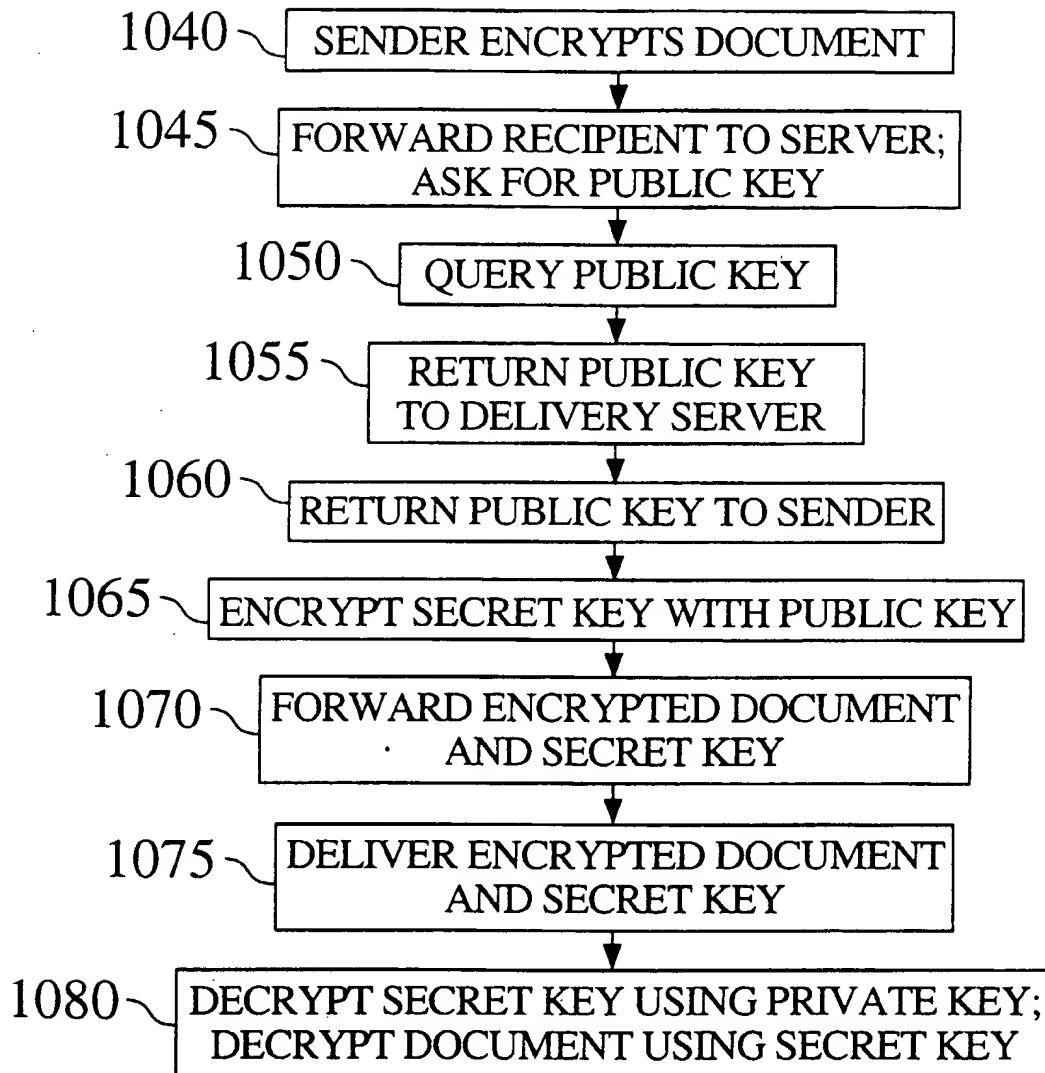 1040 SENDER ENCRYPTS DOCUMENT
1045 FORWARD RECIPIENT TO SERVER;
ASK FOR PUBLIC KEY
1050 QUERY PUBLIC KEY
1055 RETURN PUBLIC KEY
TO DELIVERY SERVER
1060 RETURN PUBLIC KEY TO SENDER
1065 ENCRYPT SECRET KEY WITH PUBLIC KEY
1070 FORWARD ENCRYPTED DOCUMENT
AND SECRET KEY
1075 DELIVER ENCRYPTED DOCUMENT
AND SECRET KEY
1080 DECRYPT SECRET KEY USING PRIVATE KEY;
DECRYPT DOCUMENT USING SECRET KEY